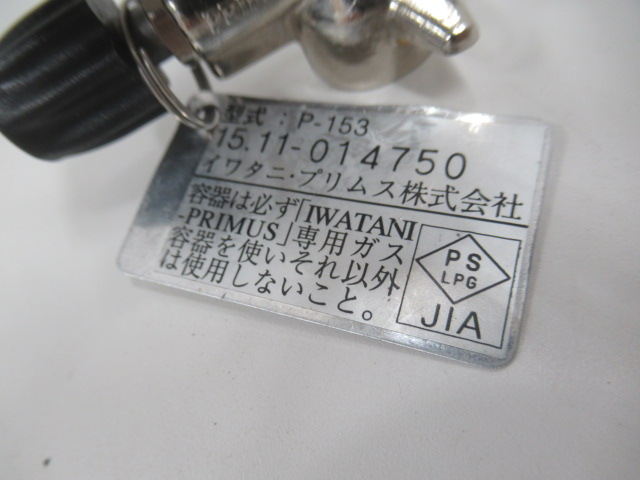 型式：P-153
15.11-014750
イワタニ・プリムス株式会社
容器は必ず「IWATANI
-PRIMUS」専用ガス
容器を使いそれ以外
は使用しないこと。
PS
LPG
JIA